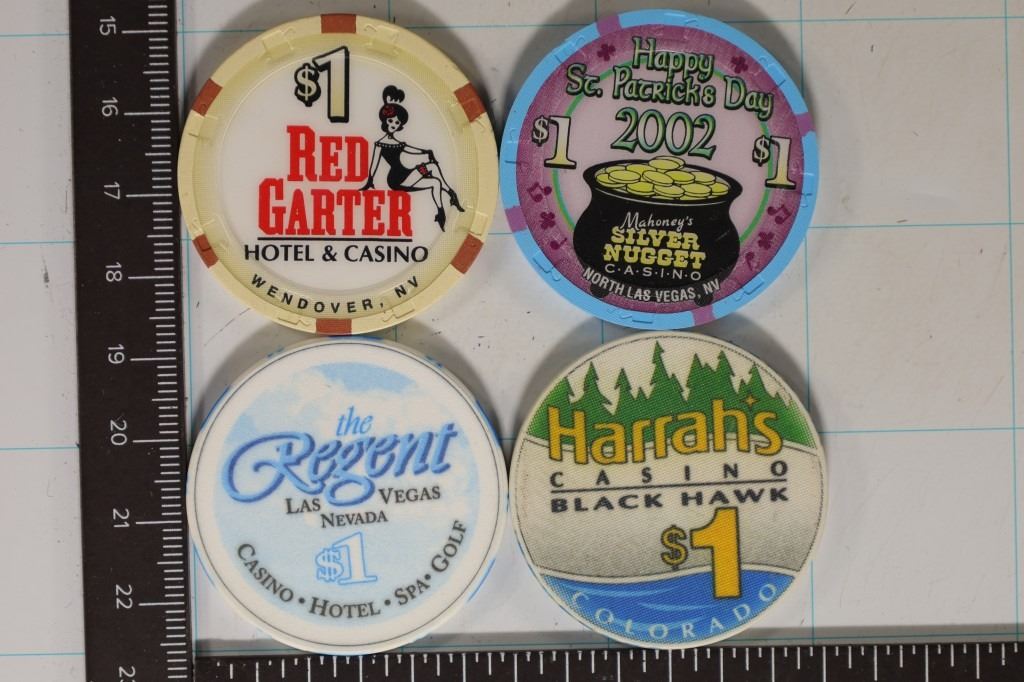 15
16
17
18
19
20
21
22
$1
RED
GARTER
HOTEL & CASINO
WENDOVER, NV
Happy
St. Patrick's Day
2002
$1 $1
Mahoney's
SILVER
NUGGET
C•A•S•I•N•O
NORTH LAS VEGAS, NV
the
Regent
LAS VEGAS
NEVADA
$1
CASINO • HOTEL • SPA • GOLF
Harrah's
CASINO
BLACK HAWK
$1
COLORADO